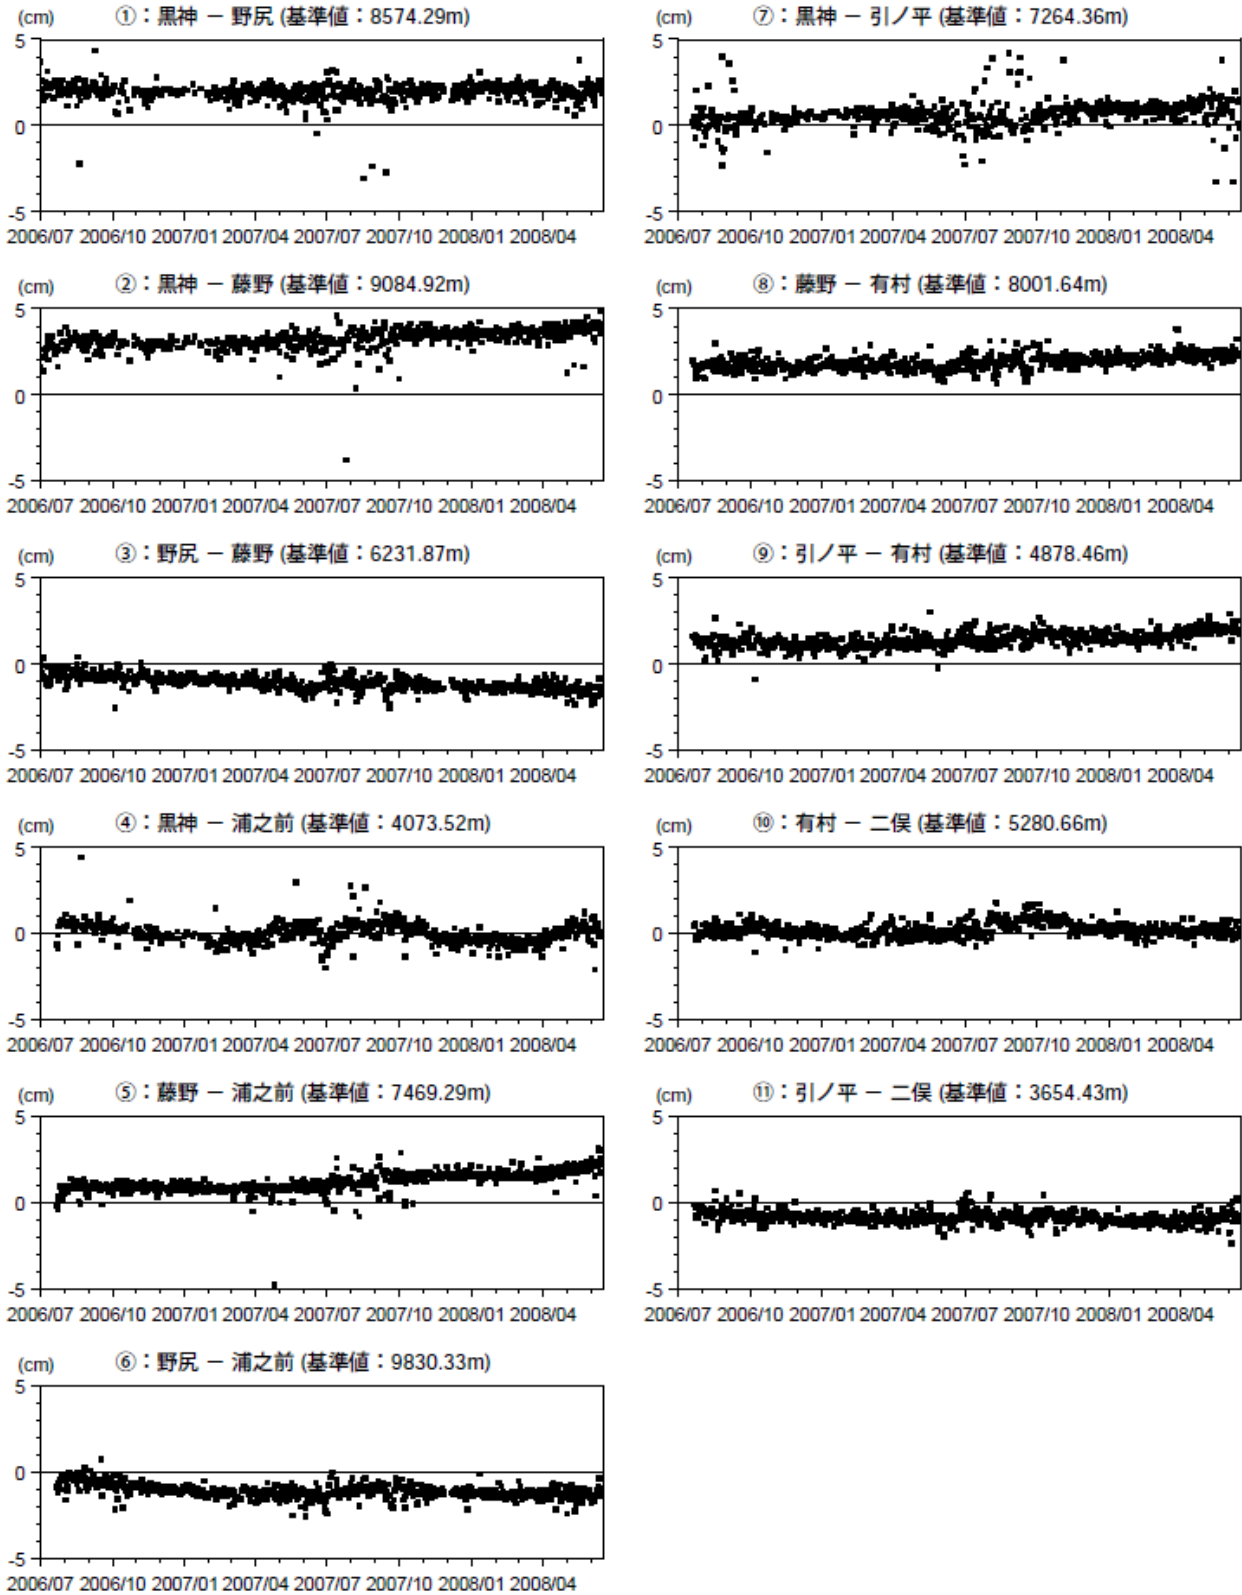 (cm) ①：黒神 － 野尻 (基準値：8574.29m)
5
0
-5
2006/07 2006/10 2007/01 2007/04 2007/07 2007/10 2008/01 2008/04
(cm) ②：黒神 － 藤野 (基準値：9084.92m)
5
0
-5
2006/07 2006/10 2007/01 2007/04 2007/07 2007/10 2008/01 2008/04
(cm) ③：野尻 － 藤野 (基準値：6231.87m)
5
0
-5
2006/07 2006/10 2007/01 2007/04 2007/07 2007/10 2008/01 2008/04
(cm) ④：黒神 － 浦之前 (基準値：4073.52m)
5
0
-5
2006/07 2006/10 2007/01 2007/04 2007/07 2007/10 2008/01 2008/04
(cm) ⑤：藤野 － 浦之前 (基準値：7469.29m)
5
0
-5
2006/07 2006/10 2007/01 2007/04 2007/07 2007/10 2008/01 2008/04
(cm) ⑥：野尻 － 浦之前 (基準値：9830.33m)
5
0
-5
2006/07 2006/10 2007/01 2007/04 2007/07 2007/10 2008/01 2008/04
(cm) ⑦：黒神 － 引ノ平 (基準値：7264.36m)
5
0
-5
2006/07 2006/10 2007/01 2007/04 2007/07 2007/10 2008/01 2008/04
(cm) ⑧：藤野 － 有村 (基準値：8001.64m)
5
0
-5
2006/07 2006/10 2007/01 2007/04 2007/07 2007/10 2008/01 2008/04
(cm) ⑨：引ノ平 － 有村 (基準値：4878.46m)
5
0
-5
2006/07 2006/10 2007/01 2007/04 2007/07 2007/10 2008/01 2008/04
(cm) ⑩：有村 － 二俣 (基準値：5280.66m)
5
0
-5
2006/07 2006/10 2007/01 2007/04 2007/07 2007/10 2008/01 2008/04
(cm) ⑪：引ノ平 － 二俣 (基準値：3654.43m)
5
0
-5
2006/07 2006/10 2007/01 2007/04 2007/07 2007/10 2008/01 2008/04